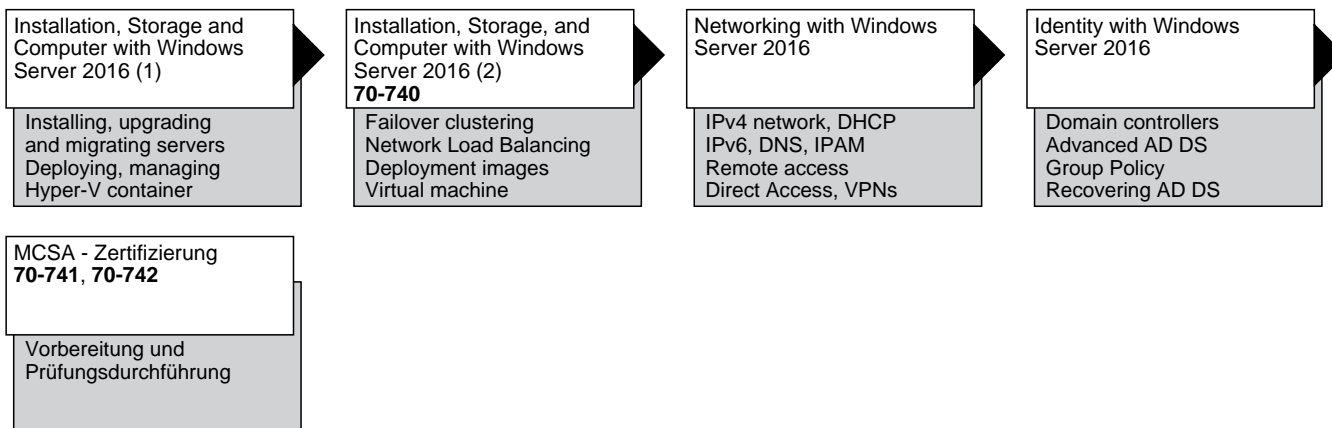 Installation, Storage and
Computer with Windows
Server 2016 (1)
Installing, upgrading
and migrating servers
Deploying, managing
Hyper-V container
Installation, Storage, and
Computer with Windows
Server 2016 (2)
70-740
Failover clustering
Network Load Balancing
Deployment images
Virtual machine
Networking with Windows
Server 2016
IPv4 network, DHCP
IPv6, DNS, IPAM
Remote access
Direct Access, VPNs
Identity with Windows
Server 2016
Domain controllers
Advanced AD DS
Group Policy
Recovering AD DS
MCSA - Zertifizierung
70-741, 70-742
Vorbereitung und
Prüfungsdurchführung